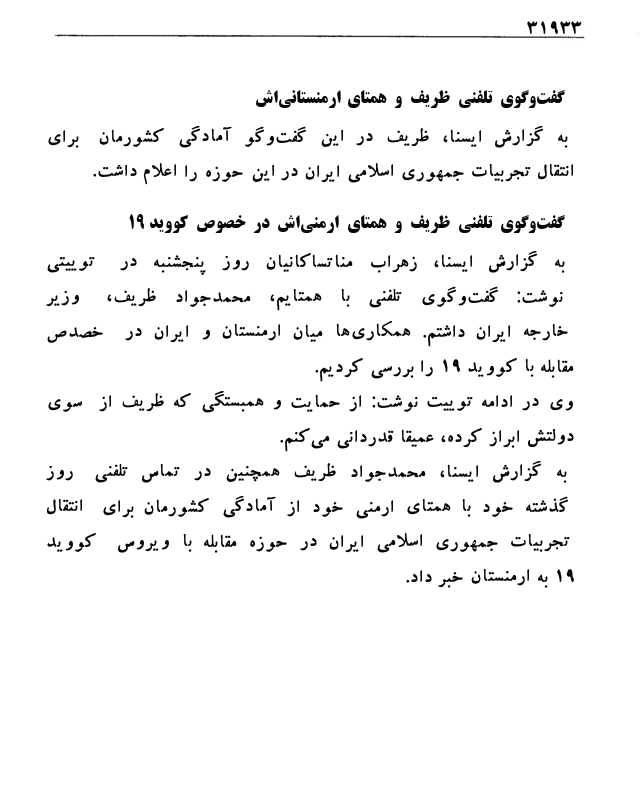 ۳۱۹۳۳
گفت‌وگوی تلفنی ظریف و همتای ارمنستانی‌اش
به گزارش ایسنا، ظریف در این گفت‌وگو آمادگی کشورمان برای
انتقال تجربیات جمهوری اسلامی ایران در این حوزه را اعلام داشت.
گفت‌وگوی تلفنی ظریف و همتای ارمنی‌اش در خصوص کووید ۱۹
به گزارش ایسنا، زهراب مناتساکانیان روز پنجشنبه در توییتی
نوشت: گفت‌وگوی تلفنی با همتایم، محمدجواد ظریف، وزیر
خارجه ایران داشتم. همکاری‌ها میان ارمنستان و ایران در خصدص
مقابله با کووید ۱۹ را بررسی کردیم.
وی در ادامه توییت نوشت: از حمایت و همبستگی که ظریف از سوی
دولتش ابراز کرده، عمیقا قدردانی می‌کنم.
به گزارش ایسنا، محمدجواد ظریف همچنین در تماس تلفنی روز
گذشته خود با همتای ارمنی خود از آمادگی کشورمان برای انتقال
تجربیات جمهوری اسلامی ایران در حوزه مقابله با ویروس کووید
۱۹ به ارمنستان خبر داد.